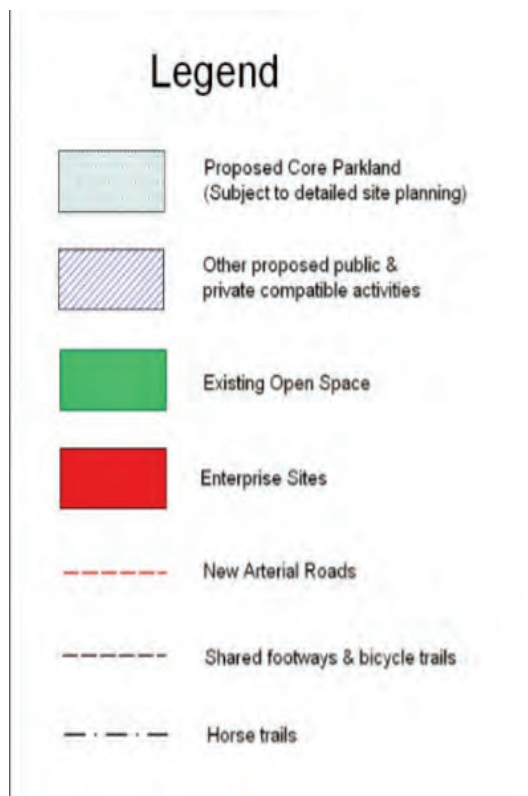 Legend
Proposed Core Parkland
(Subject to detailed site planning)
Other proposed public &
private compatible activities
Existing Open Space
Enterprise Sites
New Arterial Roads
Shared footways & bicycle trails
Horse trails